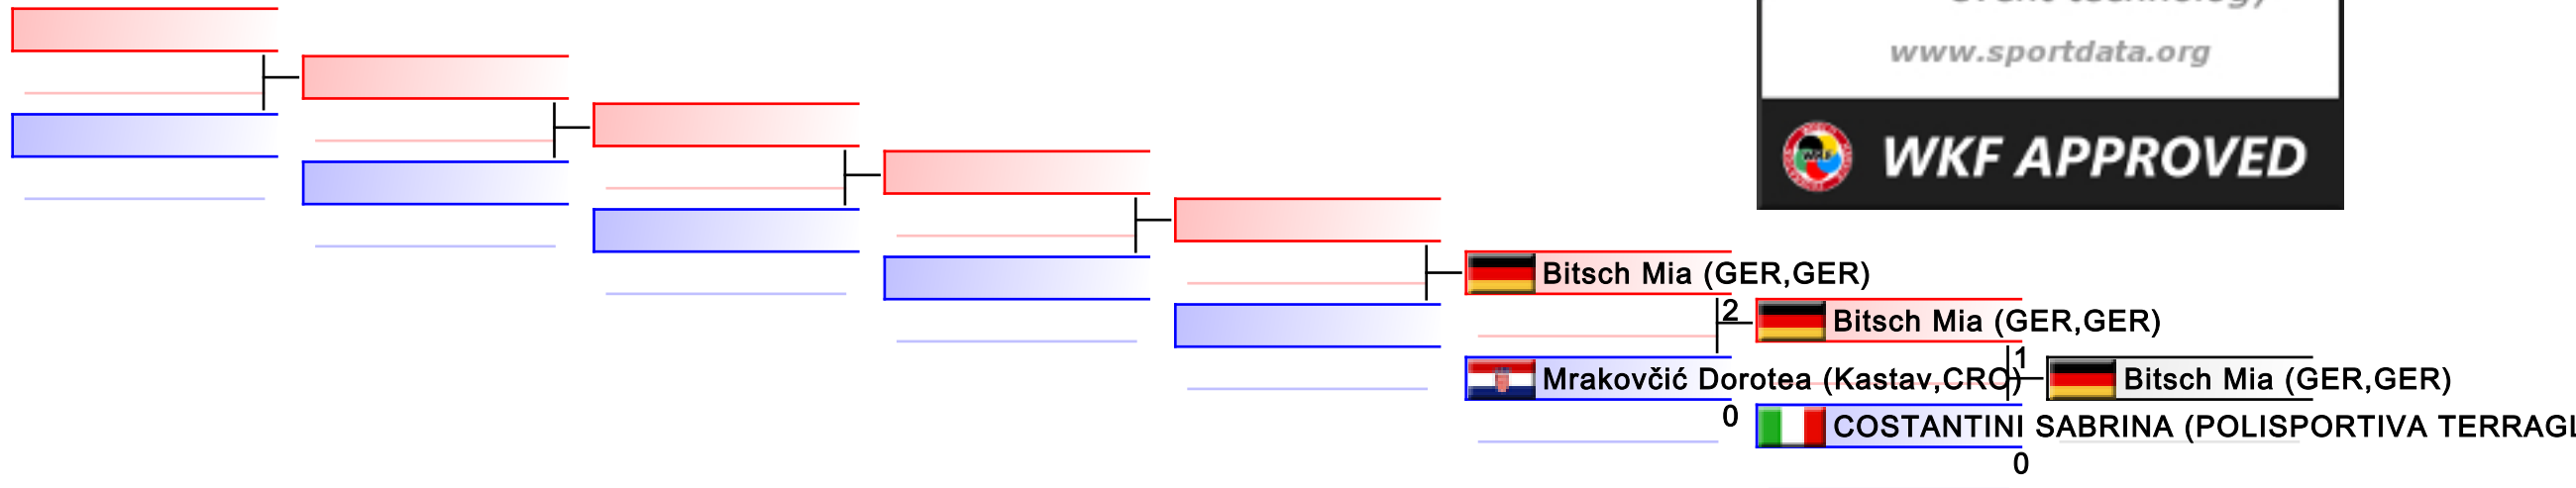 www.sportdata.org
WKF APPROVED
Bitsch Mia (GER,GER)
2
Bitsch Mia (GER,GER)
Mrakovčić Dorotea (Kastav,CRO)
1
Bitsch Mia (GER,GER)
0
COSTANTINI SABRINA (POLISPORTIVA
0